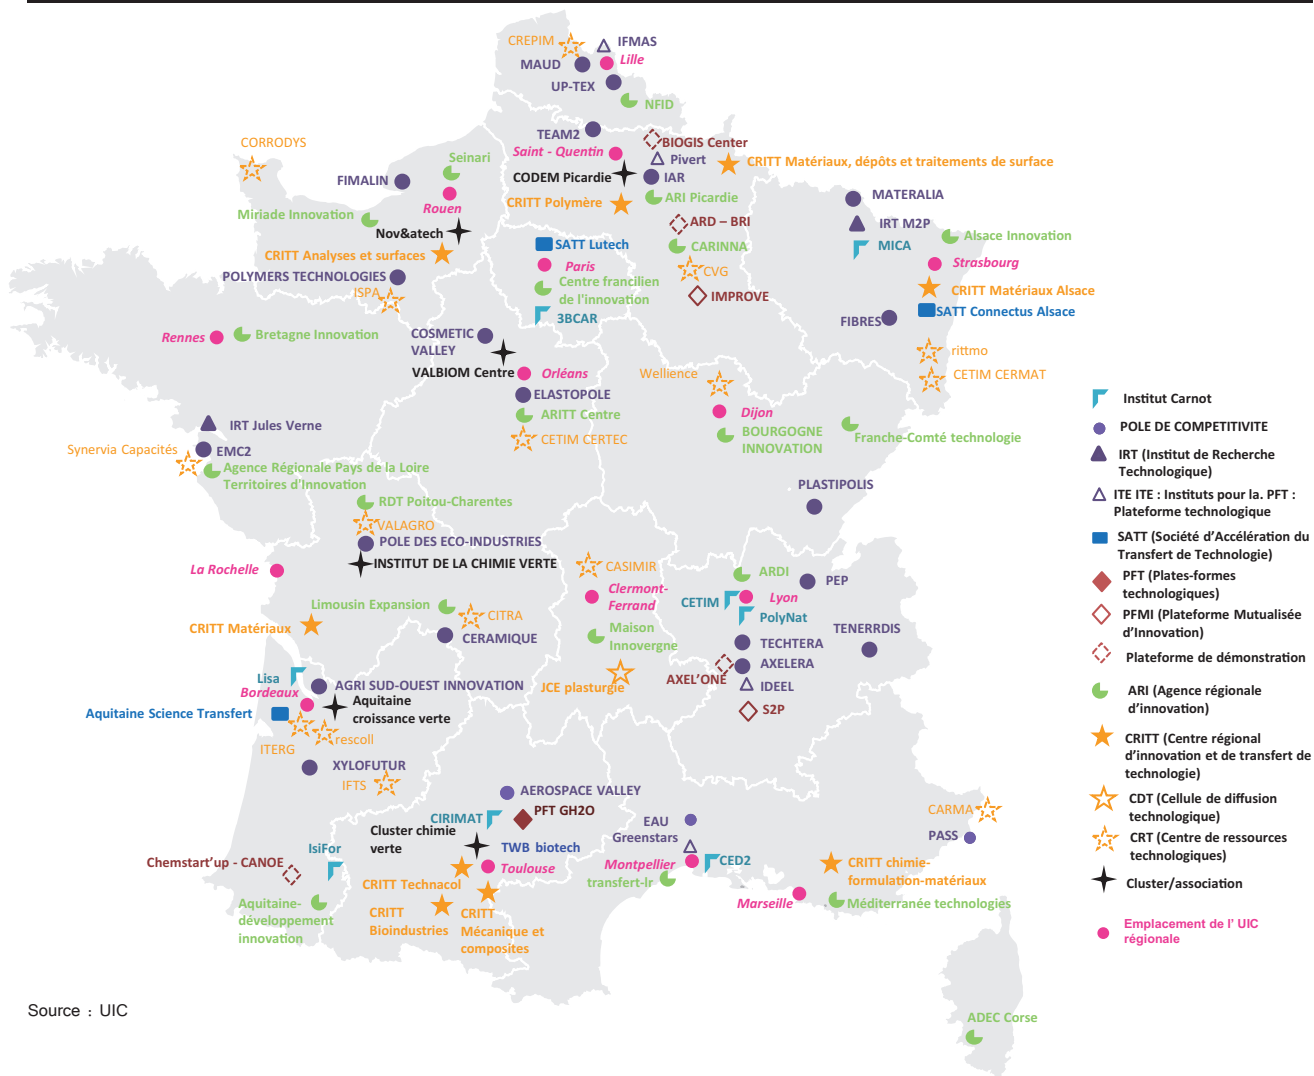 CREPIM
IFMAS
Lille
MAUD
UP-TEX
NFID
TEAM2
BIOGIS Center
Saint - Quentin
Pivert
CRITT Matériaux, dépôts et traitements de surface
CODEM Picardie
IAR
CRITT Polymère
ARI Picardie
ARD – BRI
CARINNA
CVG
IMPROVE
CORRODYS
Seinari
FIMALIN
Rouen
Miriade Innovation
Nov&atech
CRITT Analyses et surfaces
POLYMERS TECHNOLOGIES
ISPA
SATT Lutech
Paris
Centre francilien
de l'innovation
3BCAR
MATERALIA
IRT M2P
MICA
Alsace Innovation
Strasbourg
CRITT Matériaux Alsace
SATT Connectus Alsace
FIBRES
rittmo
CETIM CERMAT
Rennes
Bretagne Innovation
COSMETIC
VALLEY
VALBIOM Centre
Orléans
ELASTOPOLE
ARITT Centre
CETIM CERTEC
Wellience
Dijon
BOURGOGNE
INNOVATION
Franche-Comté technologie
PLASTIPOLIS
IRT Jules Verne
Synervia Capacités
EMC2
Agence Régionale Pays de la Loire
Territoires d'Innovation
RDT Poitou-Charentes
VALAGRO
POLE DES ECO-INDUSTRIES
INSTITUT DE LA CHIMIE VERTE
La Rochelle
Limousin Expansion
CITRA
CRITT Matériaux
CERAMIQUE
CASIMIR
Clermont-
Ferrand
Maison
Innovergne
JCE plasturgie
ARDI
PEP
CETIM
Lyon
PolyNat
TECHTERA
TENERRDIS
AXELERA
AXEL'ONE
IDEEL
S2P
Lisa
Bordeaux
AGRI SUD-OUEST INNOVATION
Aquitaine
croissance verte
Aquitaine Science Transfert
ITERG
rescoll
XYLOFUTUR
IFTS
AEROSPACE VALLEY
CIRIMAT
PFT GH2O
Cluster chimie
verte
TWB biotech
Toulouse
CRITT Technacol
CRITT
Bioindustries
CRITT
Mécanique et
composites
IsiFor
Chemstart'up - CANOE
Aquitaine-
développement
innovation
EAU
Greenstars
Montpellier
CED2
transfert-lr
CARMA
PASS
CRITT chimie-
formulation-matériaux
Marseille
Méditerranée technologies
ADEC Corse
Institut Carnot
POLE DE COMPETITIVITE
IRT (Institut de Recherche
Technologique)
ITE ITE : Instituts pour la. PFT :
Plateforme technologique
SATT (Société d'Accélération du
Transfert de Technologie)
PFT (Plates-formes
technologiques)
PFMI (Plateforme Mutualisée
d'Innovation)
Plateforme de démonstration
ARI (Agence régionale
d'innovation)
CRITT (Centre régional
d'innovation et de transfert de
technologie)
CDT (Cellule de diffusion
technologique)
CRT (Centre de ressources
technologiques)
Cluster/association
Emplacement de l' UIC
régionale
Source : UIC